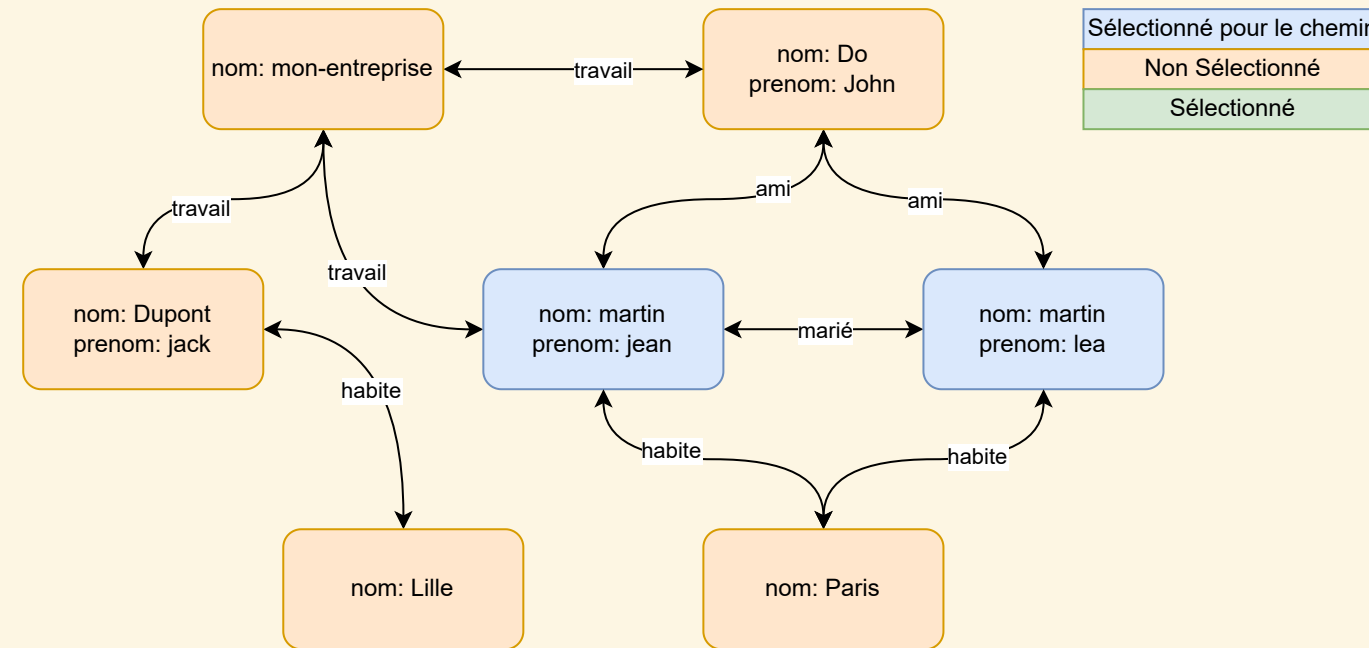 nom: mon-entreprise
travail
nom: Do
prenom: John
Sélectionné pour le chemin
Non Sélectionné
Sélectionné
travail
ami
ami
travail
nom: Dupont
prenom: jack
nom: martin
prenom: jean
marié
nom: martin
prenom: lea
habite
habite
habite
nom: Lille
nom: Paris